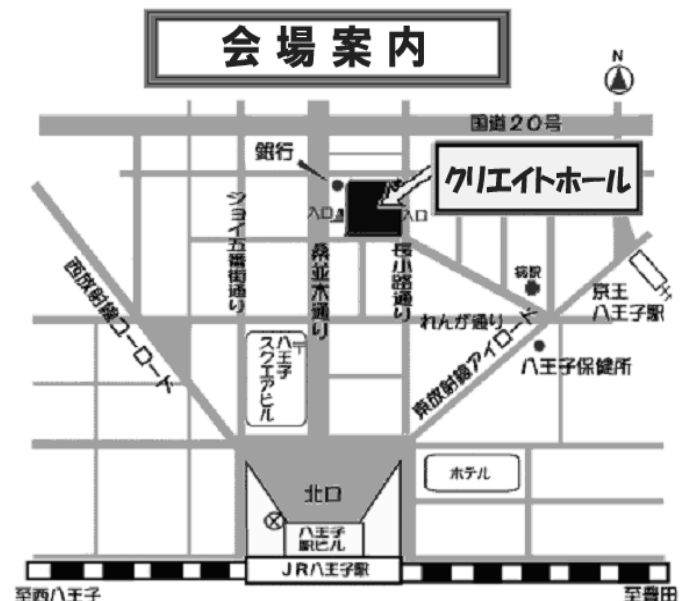 会場案内
N
国道20号
銀行
クリエイトホール
入口
入口
ジョイ五番街通り
桑並木通り
長小路通り
西放射線ユーロード
病院
京王
八王子駅
れんが通り
東放射線アイロード
八王子保健所
〒
八王子
スクエアビル
ホテル
北口
八王子
駅ビル
JR八王子駅
至西八王子
至豊田